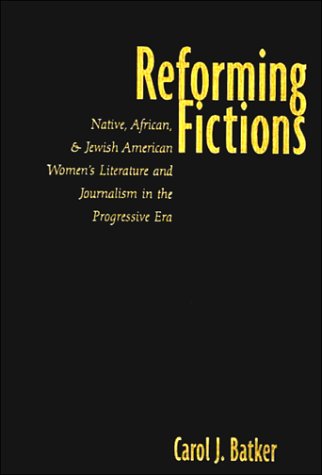 Reforming
Fictions
Native, African,
& Jewish American
Women's Literature and
Journalism in the
Progressive Era
Carol J. Batker